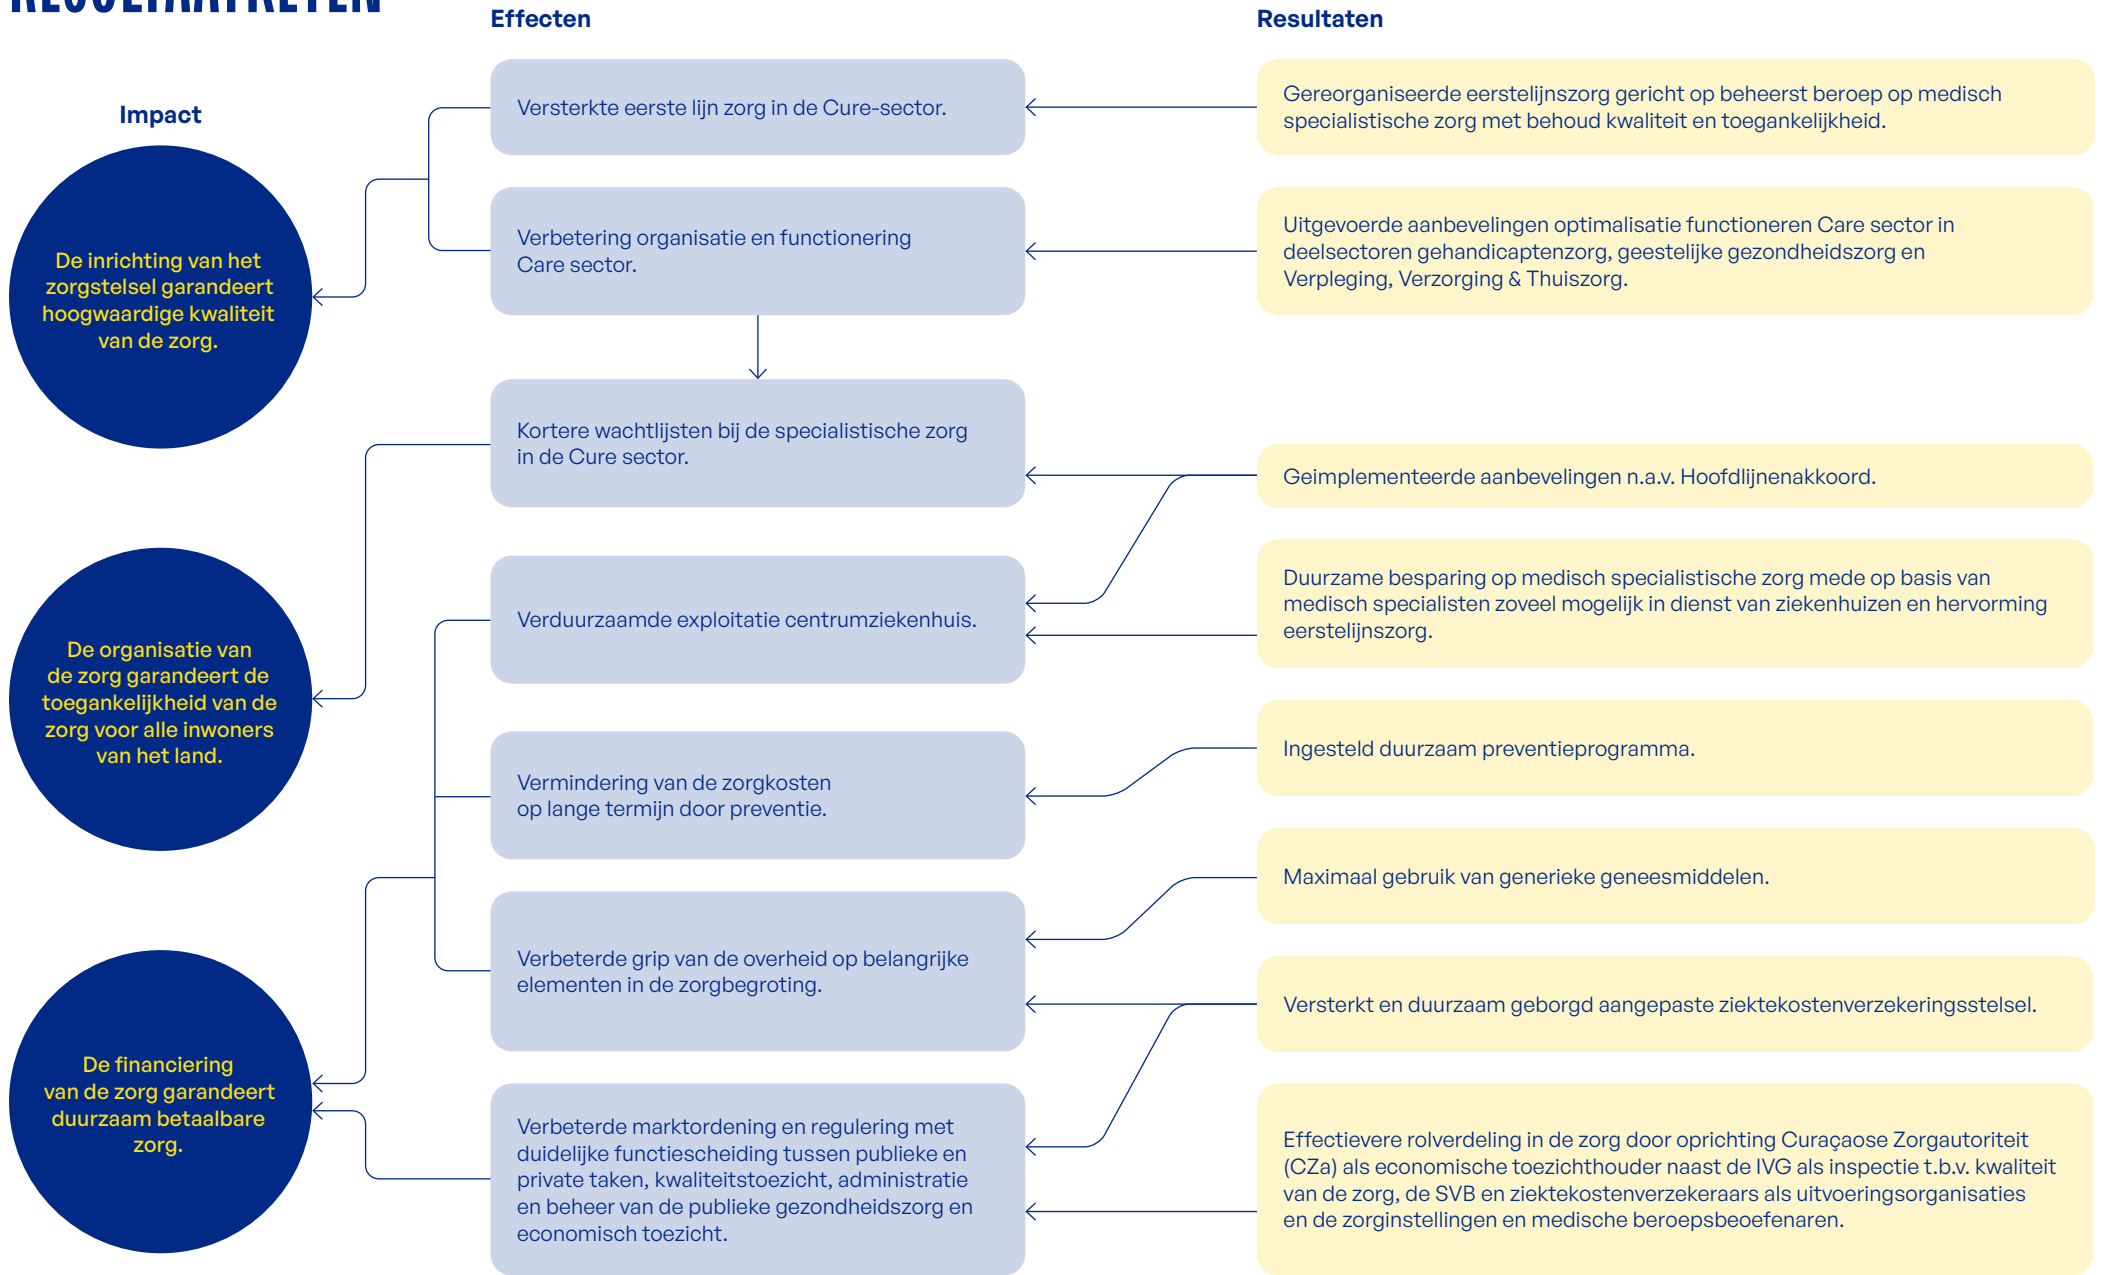 RESULTAATKETEN
Effecten
Resultaten
Impact
De inrichting van het
zorgstelsel garandeert
hoogwaardige kwaliteit
van de zorg.
De organisatie van
de zorg garandeert de
toegankelijkheid van de
zorg voor alle inwoners
van het land.
De financiering
van de zorg garandeert
duurzaam betaalbare
zorg.
Versterkte eerste lijn zorg in de Cure-sector.
Verbetering organisatie en functionering
Care sector.
Kortere wachtlijsten bij de specialistische zorg
in de Cure sector.
Verduurzaamde exploitatie centrumziekenhuis.
Vermindering van de zorgkosten
op lange termijn door preventie.
Verbeterde grip van de overheid op belangrijke
elementen in de zorgbegroting.
Verbeterde marktordening en regulering met
duidelijke functiescheiding tussen publieke en
private taken, kwaliteitstoezicht, administratie
en beheer van de publieke gezondheidszorg en
economisch toezicht.
Gereorganiseerde eerstelijnszorg gericht op beheerst beroep op medisch
specialistische zorg met behoud kwaliteit en toegankelijkheid.
Uitgevoerde aanbevelingen optimalisatie functioneren Care sector in
deelsectoren gehandicaptenzorg, geestelijke gezondheidszorg en
Verpleging, Verzorging & Thuiszorg.
Geimplementeerde aanbevelingen n.a.v. Hoofdlijnenakkoord.
Duurzame besparing op medisch specialistische zorg mede op basis van
medisch specialisten zoveel mogelijk in dienst van ziekenhuizen en hervorming
eerstelijnszorg.
Ingesteld duurzaam preventieprogramma.
Maximaal gebruik van generieke geneesmiddelen.
Versterkt en duurzaam geborgd aangepaste ziektekostenverzekeringsstelsel.
Effectievere rolverdeling in de zorg door oprichting Curaçaose Zorgautoriteit
(CZa) als economische toezichthouder naast de IVG als inspectie t.b.v. kwaliteit
van de zorg, de SVB en ziektekostenverzekeraars als uitvoeringsorganisaties
en de zorginstellingen en medische beroepsbeoefenaren.